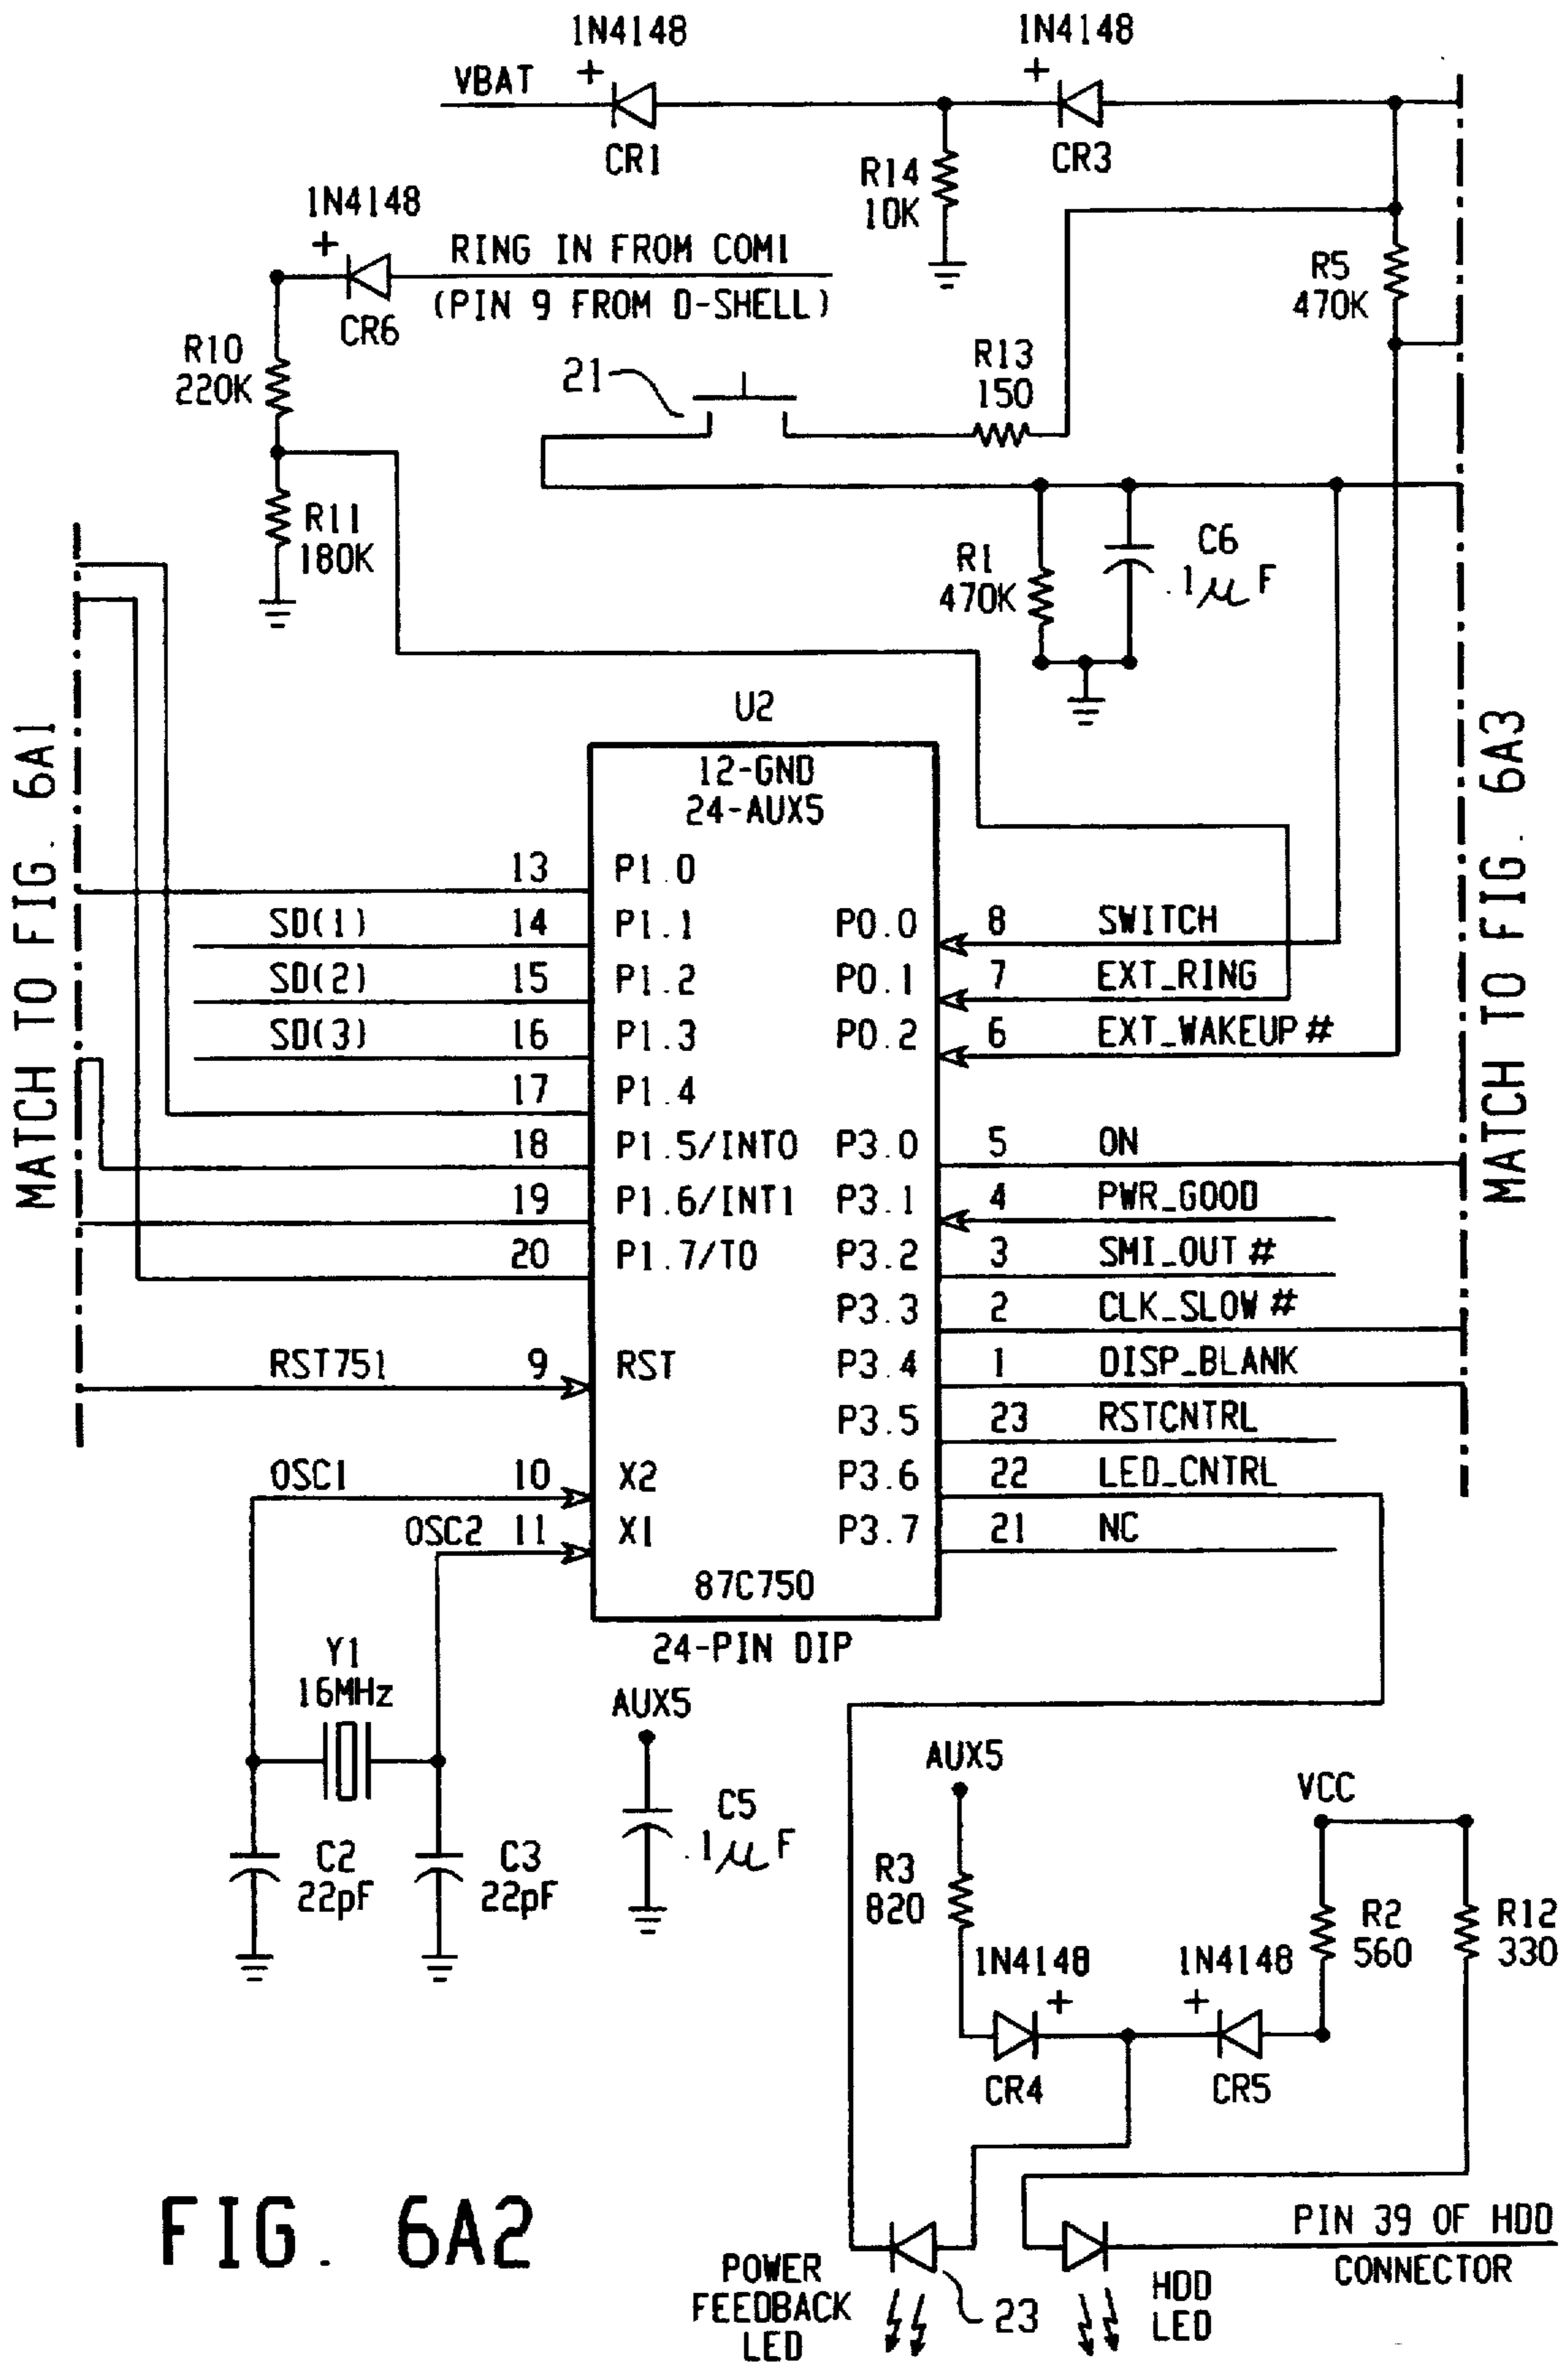 1N4148
1N4148
VBAT
+
+
CR1
CR3
R14
10K
1N4148
+
RING IN FROM COM1
(PIN 9 FROM D-SHELL)
CR6
R5
470K
R10
220K
21
R13
150
R11
180K
R1
470K
C6
.1μF
MATCH TO FIG. 6A1
MATCH TO FIG. 6A3
U2
12-GND
24-AUX5
13 P1.0
SD(1) 14 P1.1
SD(2) 15 P1.2
SD(3) 16 P1.3
17 P1.4
18 P1.5/INT0
19 P1.6/INT1
20 P1.7/T0
RST751 9 RST
OSC1 10 X2
OSC2 11 X1
P0.0 8 SWITCH
P0.1 7 EXT_RING
P0.2 6 EXT_WAKEUP#
P3.0 5 ON
P3.1 4 PWR_GOOD
P3.2 3 SMI_OUT#
P3.3 2 CLK_SLOW#
P3.4 1 DISP_BLANK
P3.5 23 RSTCNTRL
P3.6 22 LED_CNTRL
P3.7 21 NC
87C750
24-PIN DIP
Y1
16MHz
C2
22pF
C3
22pF
AUX5
C5
.1μF
AUX5
VCC
R3
820
R2
560
R12
330
1N4148
+
1N4148
+
CR4
CR5
FIG. 6A2
POWER
FEEDBACK
LED
23
HDD
LED
PIN 39 OF HDD
CONNECTOR